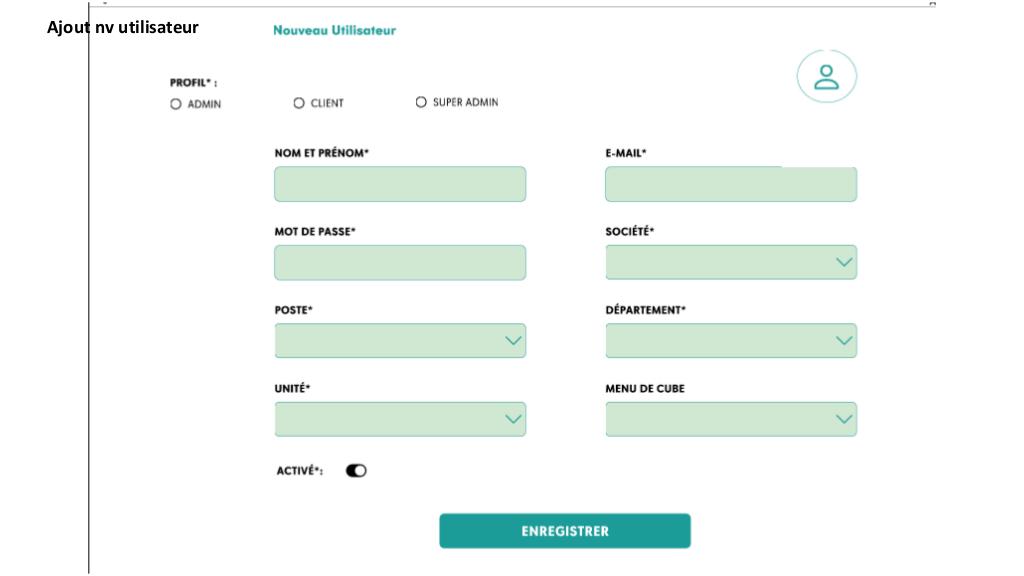 Ajout nv utilisateur
Nouveau Utilisateur
PROFIL* :
ADMIN
CLIENT
SUPER ADMIN
NOM ET PRÉNOM*
E-MAIL*
MOT DE PASSE*
SOCIÉTÉ*
POSTE*
DÉPARTEMENT*
UNITÉ*
MENU DE CUBE
ACTIVÉ*:
ENREGISTRER